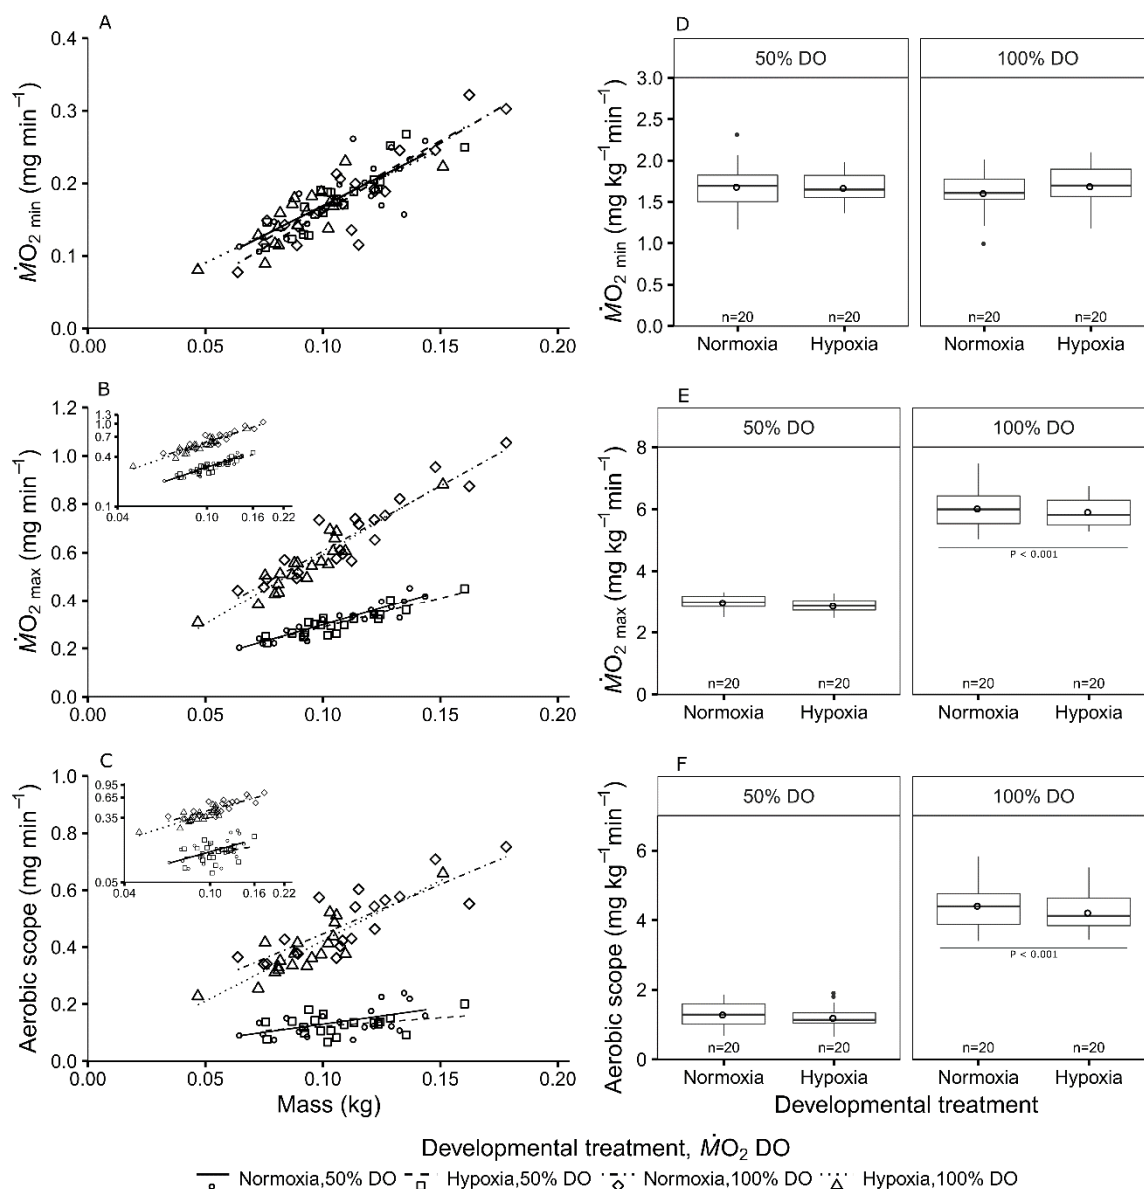 A
ṀO2 min (mg min−1)
0.4
0.3
0.2
0.1
0.0
0.00 0.05 0.10 0.15 0.20
D
50% DO 100% DO
ṀO2 min (mg kg−1min−1)
3.0
2.5
2.0
1.5
1.0
0.5
0.0
n=20 n=20 n=20 n=20
Normoxia Hypoxia Normoxia Hypoxia
B
ṀO2 max (mg min−1)
1.2
1.0
0.8
0.6
0.4
0.2
0.0
0.00 0.05 0.10 0.15 0.20
1.3
1.0
0.7
0.4
0.1
0.04 0.10 0.16 0.22
E
50% DO 100% DO
ṀO2 max (mg kg−1min−1)
8
6
4
2
0
P < 0.001
n=20 n=20 n=20 n=20
Normoxia Hypoxia Normoxia Hypoxia
C
Aerobic scope (mg min−1)
1.0
0.8
0.6
0.4
0.2
0.0
0.00 0.05 0.10 0.15 0.20
Mass (kg)
0.95
0.65
0.35
0.05
0.04 0.10 0.16 0.22
F
50% DO 100% DO
Aerobic scope (mg kg−1min−1)
6
4
2
0
P < 0.001
n=20 n=20 n=20 n=20
Normoxia Hypoxia Normoxia Hypoxia
Developmental treatment
Developmental treatment, ṀO2 DO
Normoxia,50% DO Hypoxia,50% DO Normoxia,100% DO Hypoxia,100% DO